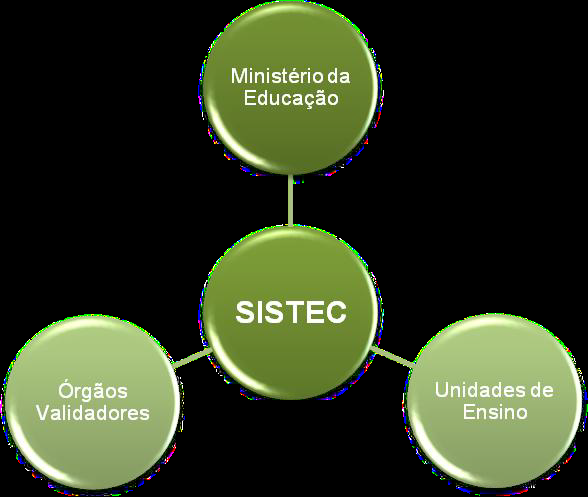 Ministério da
Educação
SISTEC
Órgãos
Validadores
Unidades de
Ensino